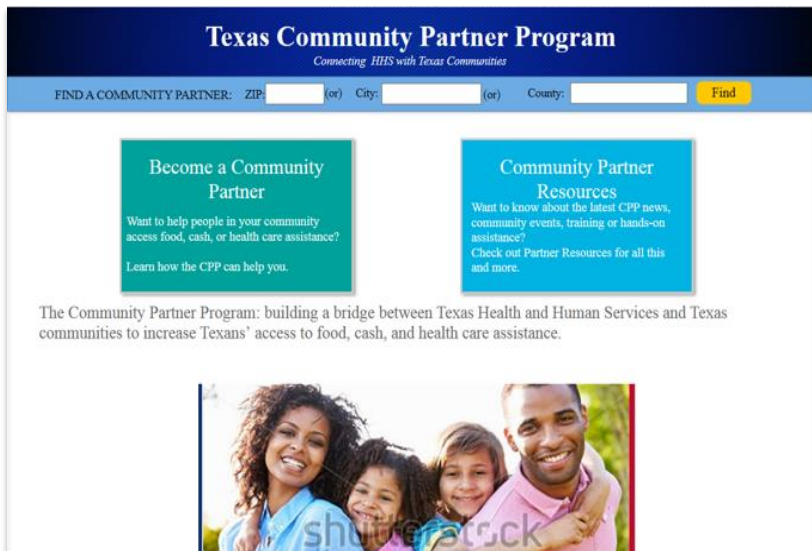 Texas Community Partner Program
Connecting HHS with Texas Communities
FIND A COMMUNITY PARTNER: ZIP: (or) City: (or) County: Find
Become a Community
Partner
Want to help people in your community
access food, cash, or health care assistance?
Learn how the CPP can help you.
Community Partner
Resources
Want to know about the latest CPP news,
community events, training or hands-on
assistance?
Check out Partner Resources for all this
and more.
The Community Partner Program: building a bridge between Texas Health and Human Services and Texas
communities to increase Texans' access to food, cash, and health care assistance.
shutterstock